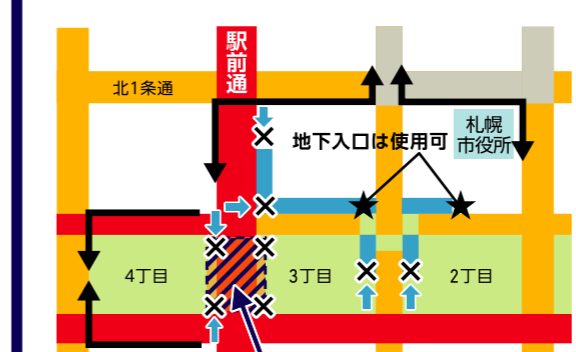 駅前通
北1条通
地下入口は使用可
札幌
市役所
4丁目
3丁目
2丁目